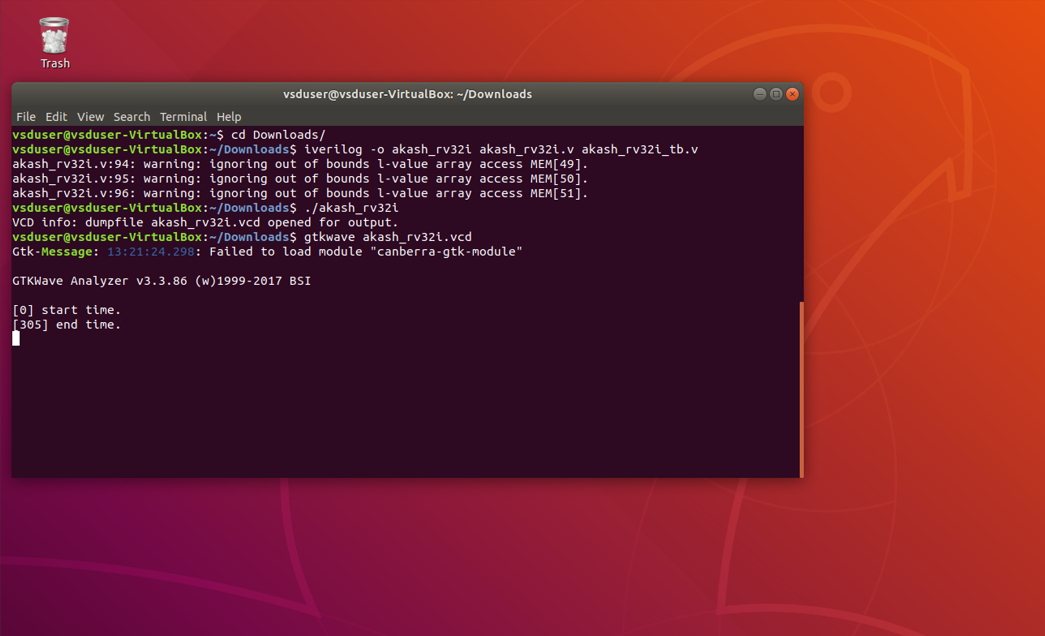 Trash
vsduser@vsduser-VirtualBox: ~/Downloads
File Edit View Search Terminal Help
vsduser@vsduser-VirtualBox:~$ cd Downloads/
vsduser@vsduser-VirtualBox:~/Downloads$ iverilog -o akash_rv32i akash_rv32i.v akash_rv32i_tb.v
akash_rv32i.v:94: warning: ignoring out of bounds l-value array access MEM[49].
akash_rv32i.v:95: warning: ignoring out of bounds l-value array access MEM[50].
akash_rv32i.v:96: warning: ignoring out of bounds l-value array access MEM[51].
vsduser@vsduser-VirtualBox:~/Downloads$ ./akash_rv32i
VCD info: dumpfile akash_rv32i.vcd opened for output.
vsduser@vsduser-VirtualBox:~/Downloads$ gtkwave akash_rv32i.vcd
Gtk-Message: 13:21:24.298: Failed to load module "canberra-gtk-module"
GTKWave Analyzer v3.3.86 (w)1999-2017 BSI
[0] start time.
[305] end time.